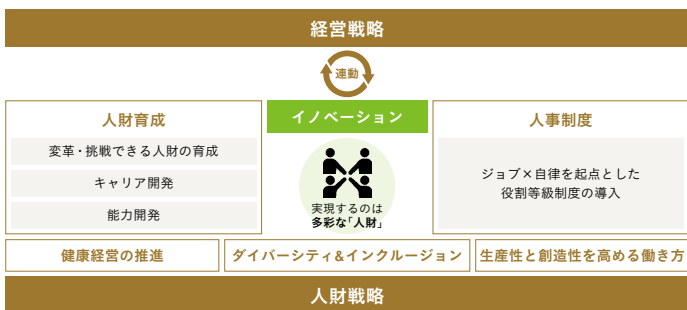 経営戦略
連動
人財育成
変革・挑戦できる人財の育成
キャリア開発
能力開発
イノベーション
実現するのは
多彩な「人財」
人事制度
ジョブ×自律を起点とした
役割等級制度の導入
健康経営の推進
ダイバーシティ&インクルージョン
生産性と創造性を高める働き方
人財戦略